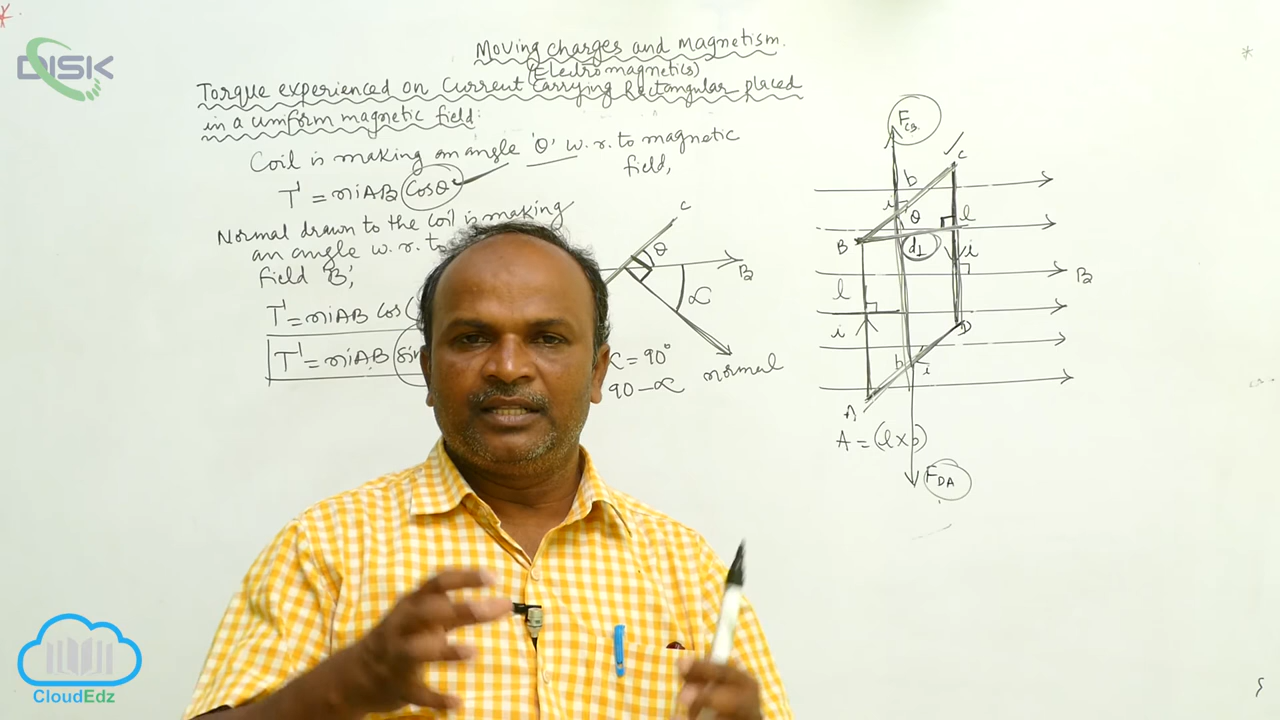 DISK
Moving charges and magnetism.
(Electromagnetics)
Torque experienced on Current Carrying Rectangular placed
in a uniform magnetic field:
Coil is making an angle 'θ' w.r.to magnetic
field,
T = niAB Cosθ
Normal drawn to the coil is making
an angle w.r.to
field 'B',
T = niAB cos(
T = niAB sin
C
θ
B
α
normal
α = 90°
90 - α
F_CB
C
b
i
θ
l
B
d⊥
i
B
l
i
D
b
i
A
A = (l×b)
F_DA
CloudEdz